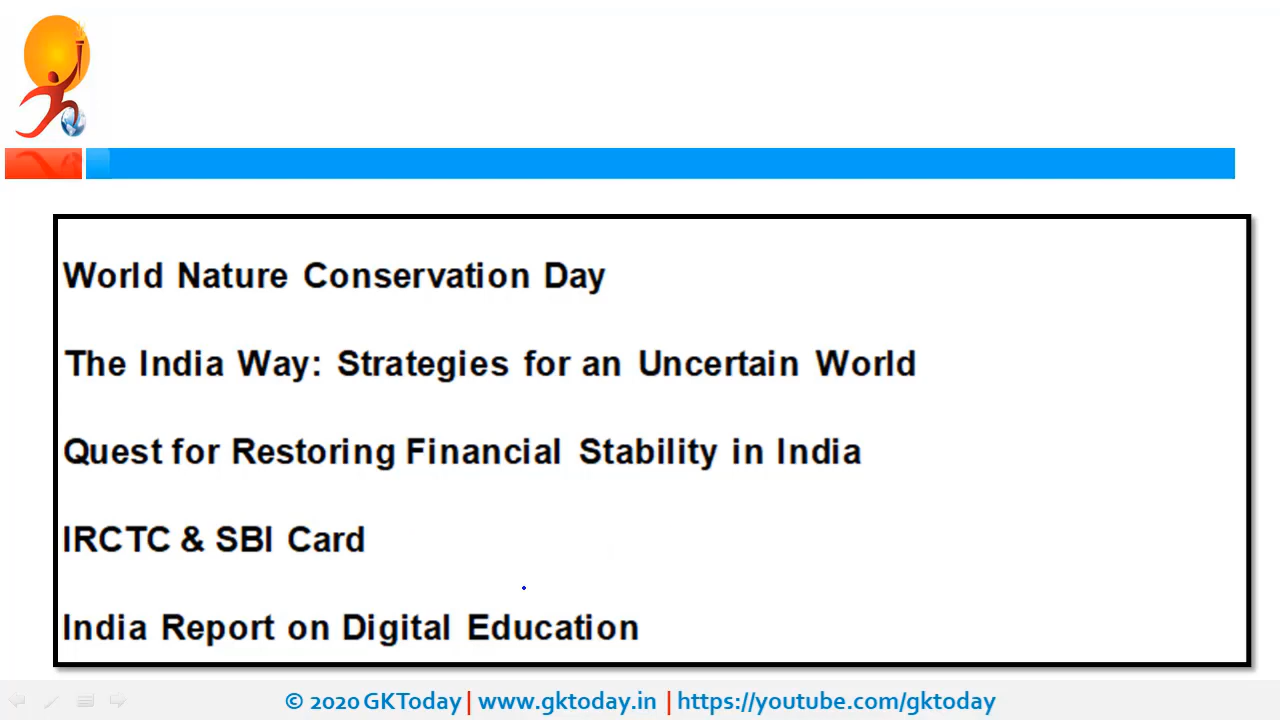 World Nature Conservation Day
The India Way: Strategies for an Uncertain World
Quest for Restoring Financial Stability in India
IRCTC & SBI Card
India Report on Digital Education
© 2020 GKToday | www.gktoday.in | https://youtube.com/gktoday